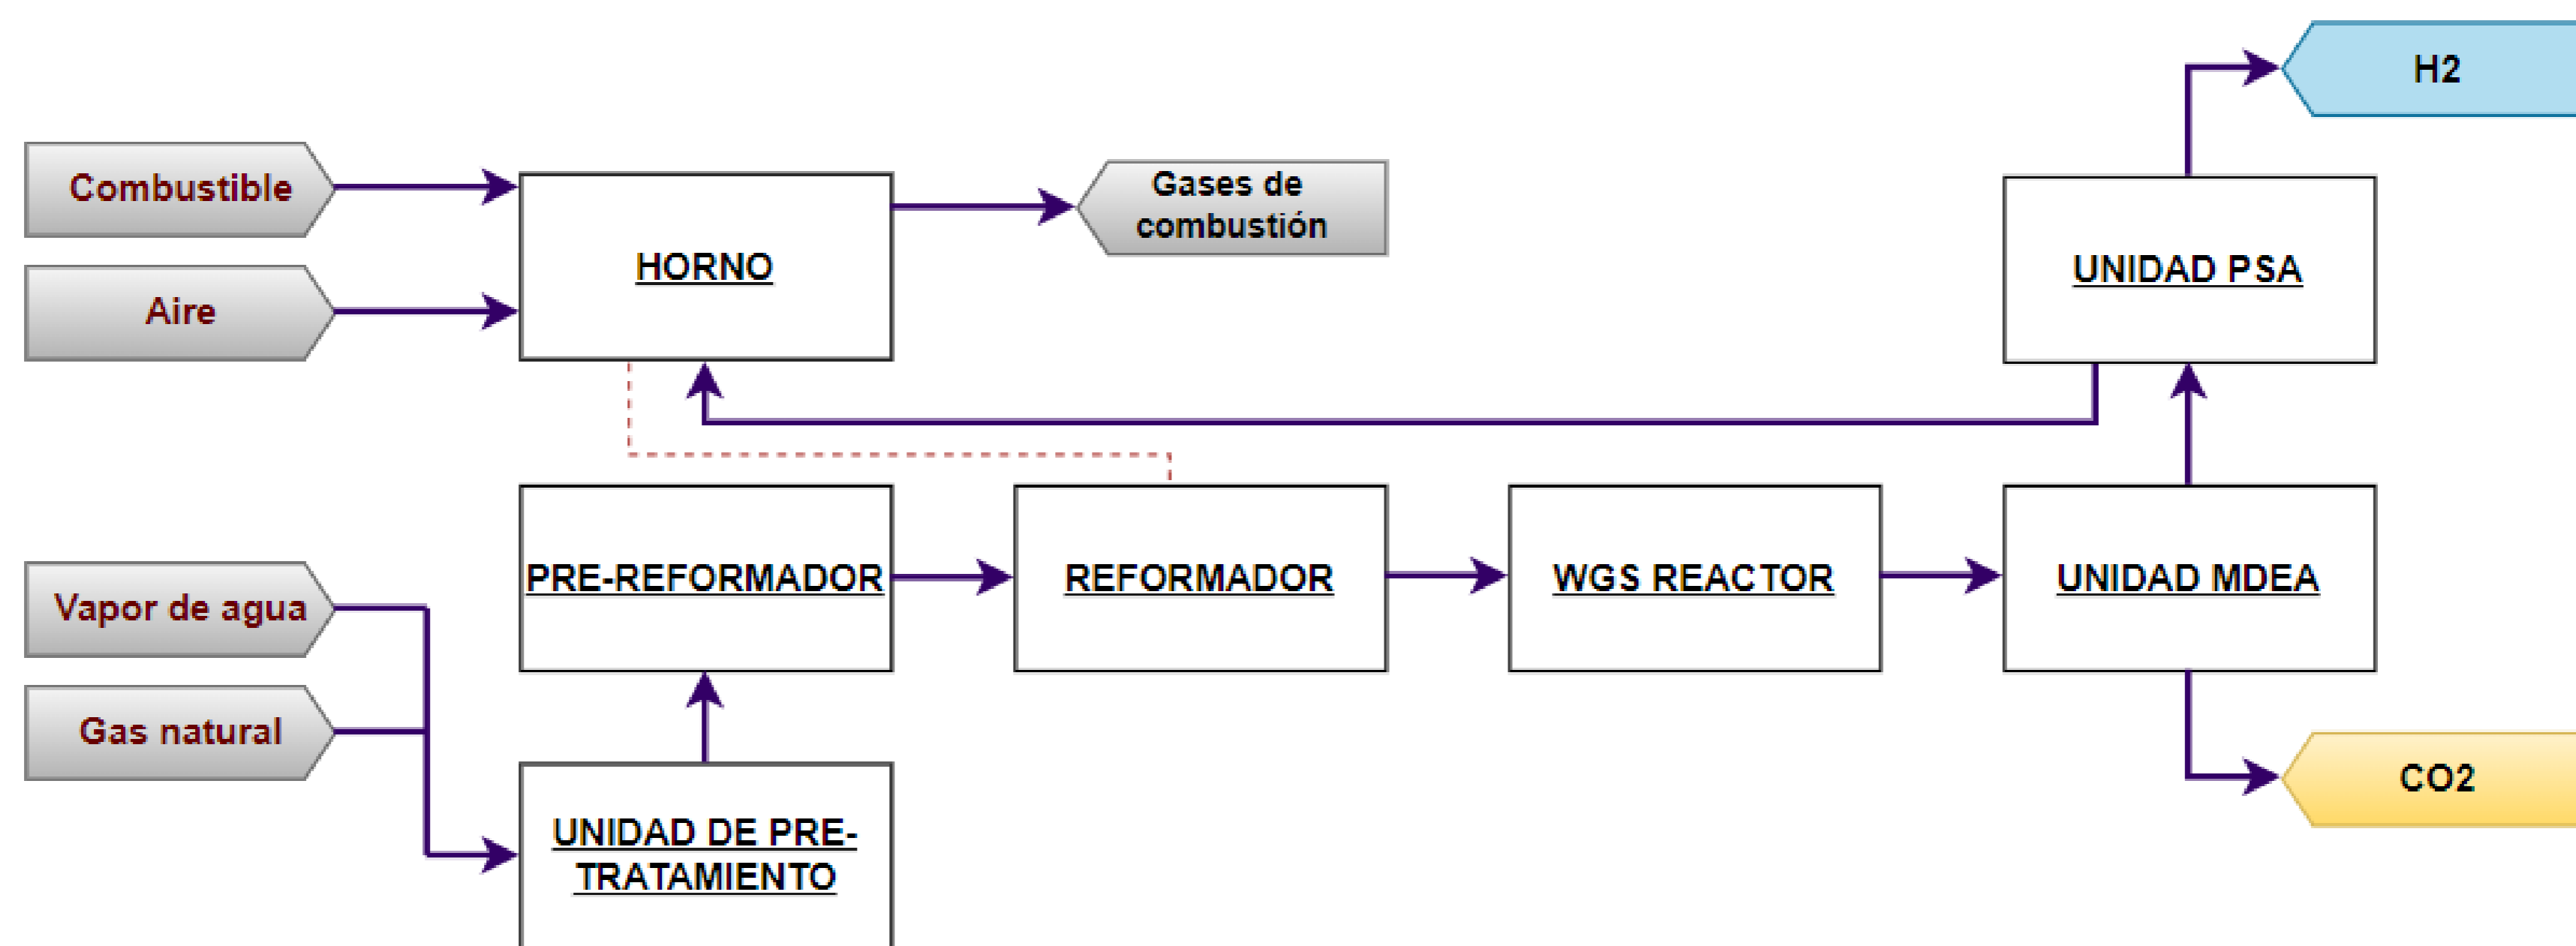 H2
Combustible
Gases de
combustión
HORNO
UNIDAD PSA
Aire
PRE-REFORMADOR
REFORMADOR
WGS REACTOR
UNIDAD MDEA
Vapor de agua
Gas natural
CO2
UNIDAD DE PRE-
TRATAMIENTO